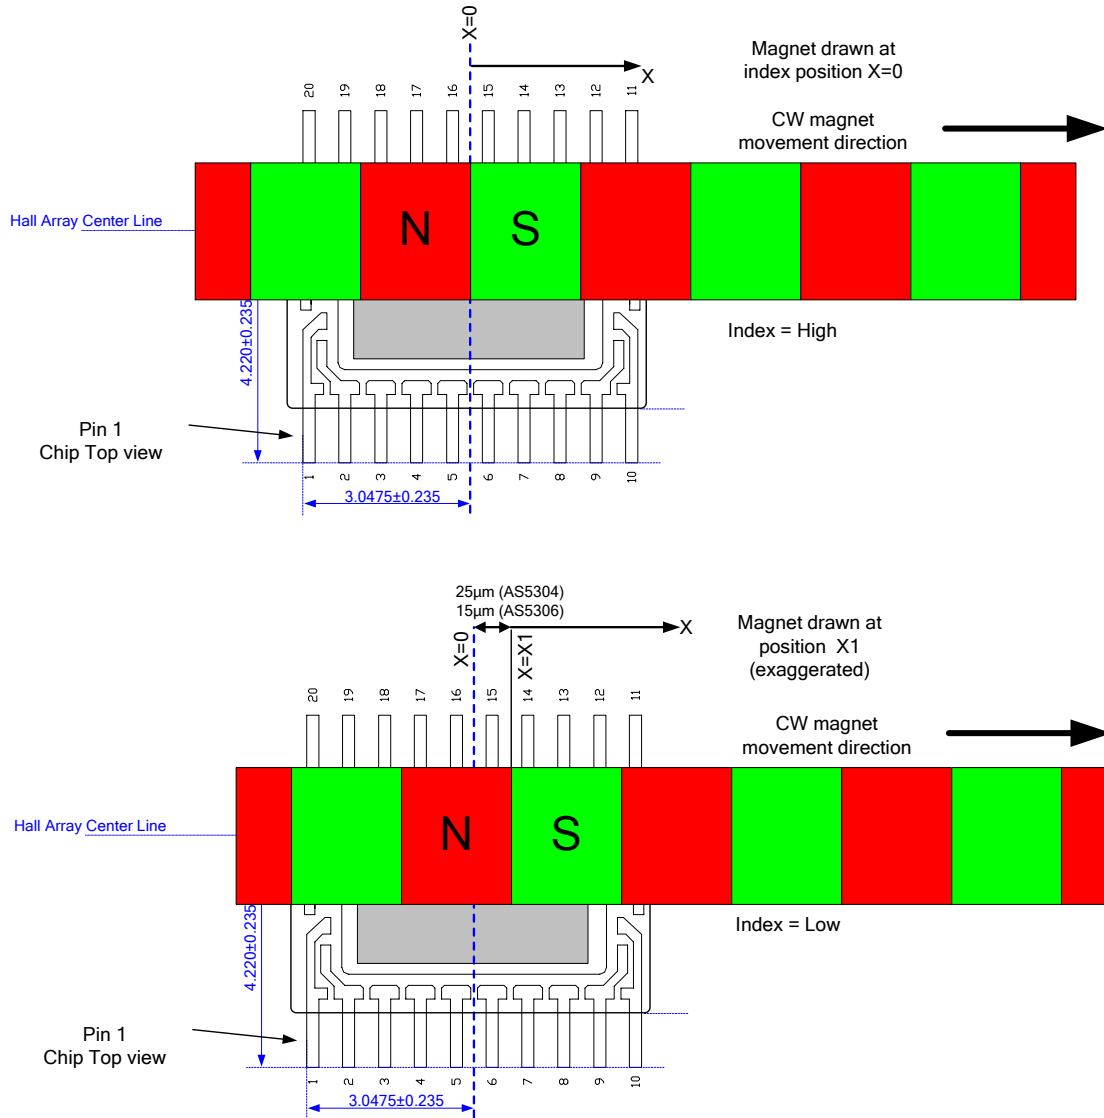 X=0
X
Magnet drawn at
index position X=0
20
19
18
17
16
15
14
13
12
11
CW magnet
movement direction
Hall Array Center Line
N
S
4.220±0.235
Index = High
Pin 1
Chip Top view
1
2
3
4
5
6
7
8
9
10
3.0475±0.235
25µm (AS5304)
15µm (AS5306)
X=0
X=X1
X
Magnet drawn at
position X1
(exaggerated)
20
19
18
17
16
15
14
13
12
11
CW magnet
movement direction
Hall Array Center Line
N
S
4.220±0.235
Index = Low
Pin 1
Chip Top view
1
2
3
4
5
6
7
8
9
10
3.0475±0.235